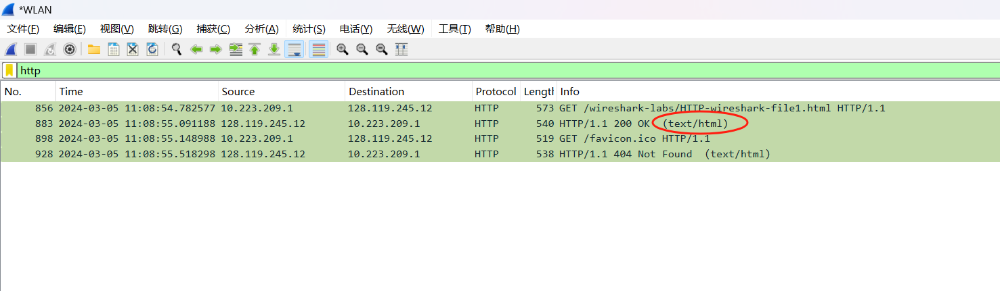 *WLAN
文件(F) 编辑(E) 视图(V) 跳转(G) 捕获(C) 分析(A) 统计(S) 电话(Y) 无线(W) 工具(T) 帮助(H)
http
No. Time Source Destination Protocol Length Info
856 2024-03-05 11:08:54.782577 10.223.209.1 128.119.245.12 HTTP 573 GET /wireshark-labs/HTTP-wireshark-file1.html HTTP/1.1
883 2024-03-05 11:08:55.091188 128.119.245.12 10.223.209.1 HTTP 540 HTTP/1.1 200 OK (text/html)
898 2024-03-05 11:08:55.148988 10.223.209.1 128.119.245.12 HTTP 519 GET /favicon.ico HTTP/1.1
928 2024-03-05 11:08:55.518298 128.119.245.12 10.223.209.1 HTTP 538 HTTP/1.1 404 Not Found (text/html)